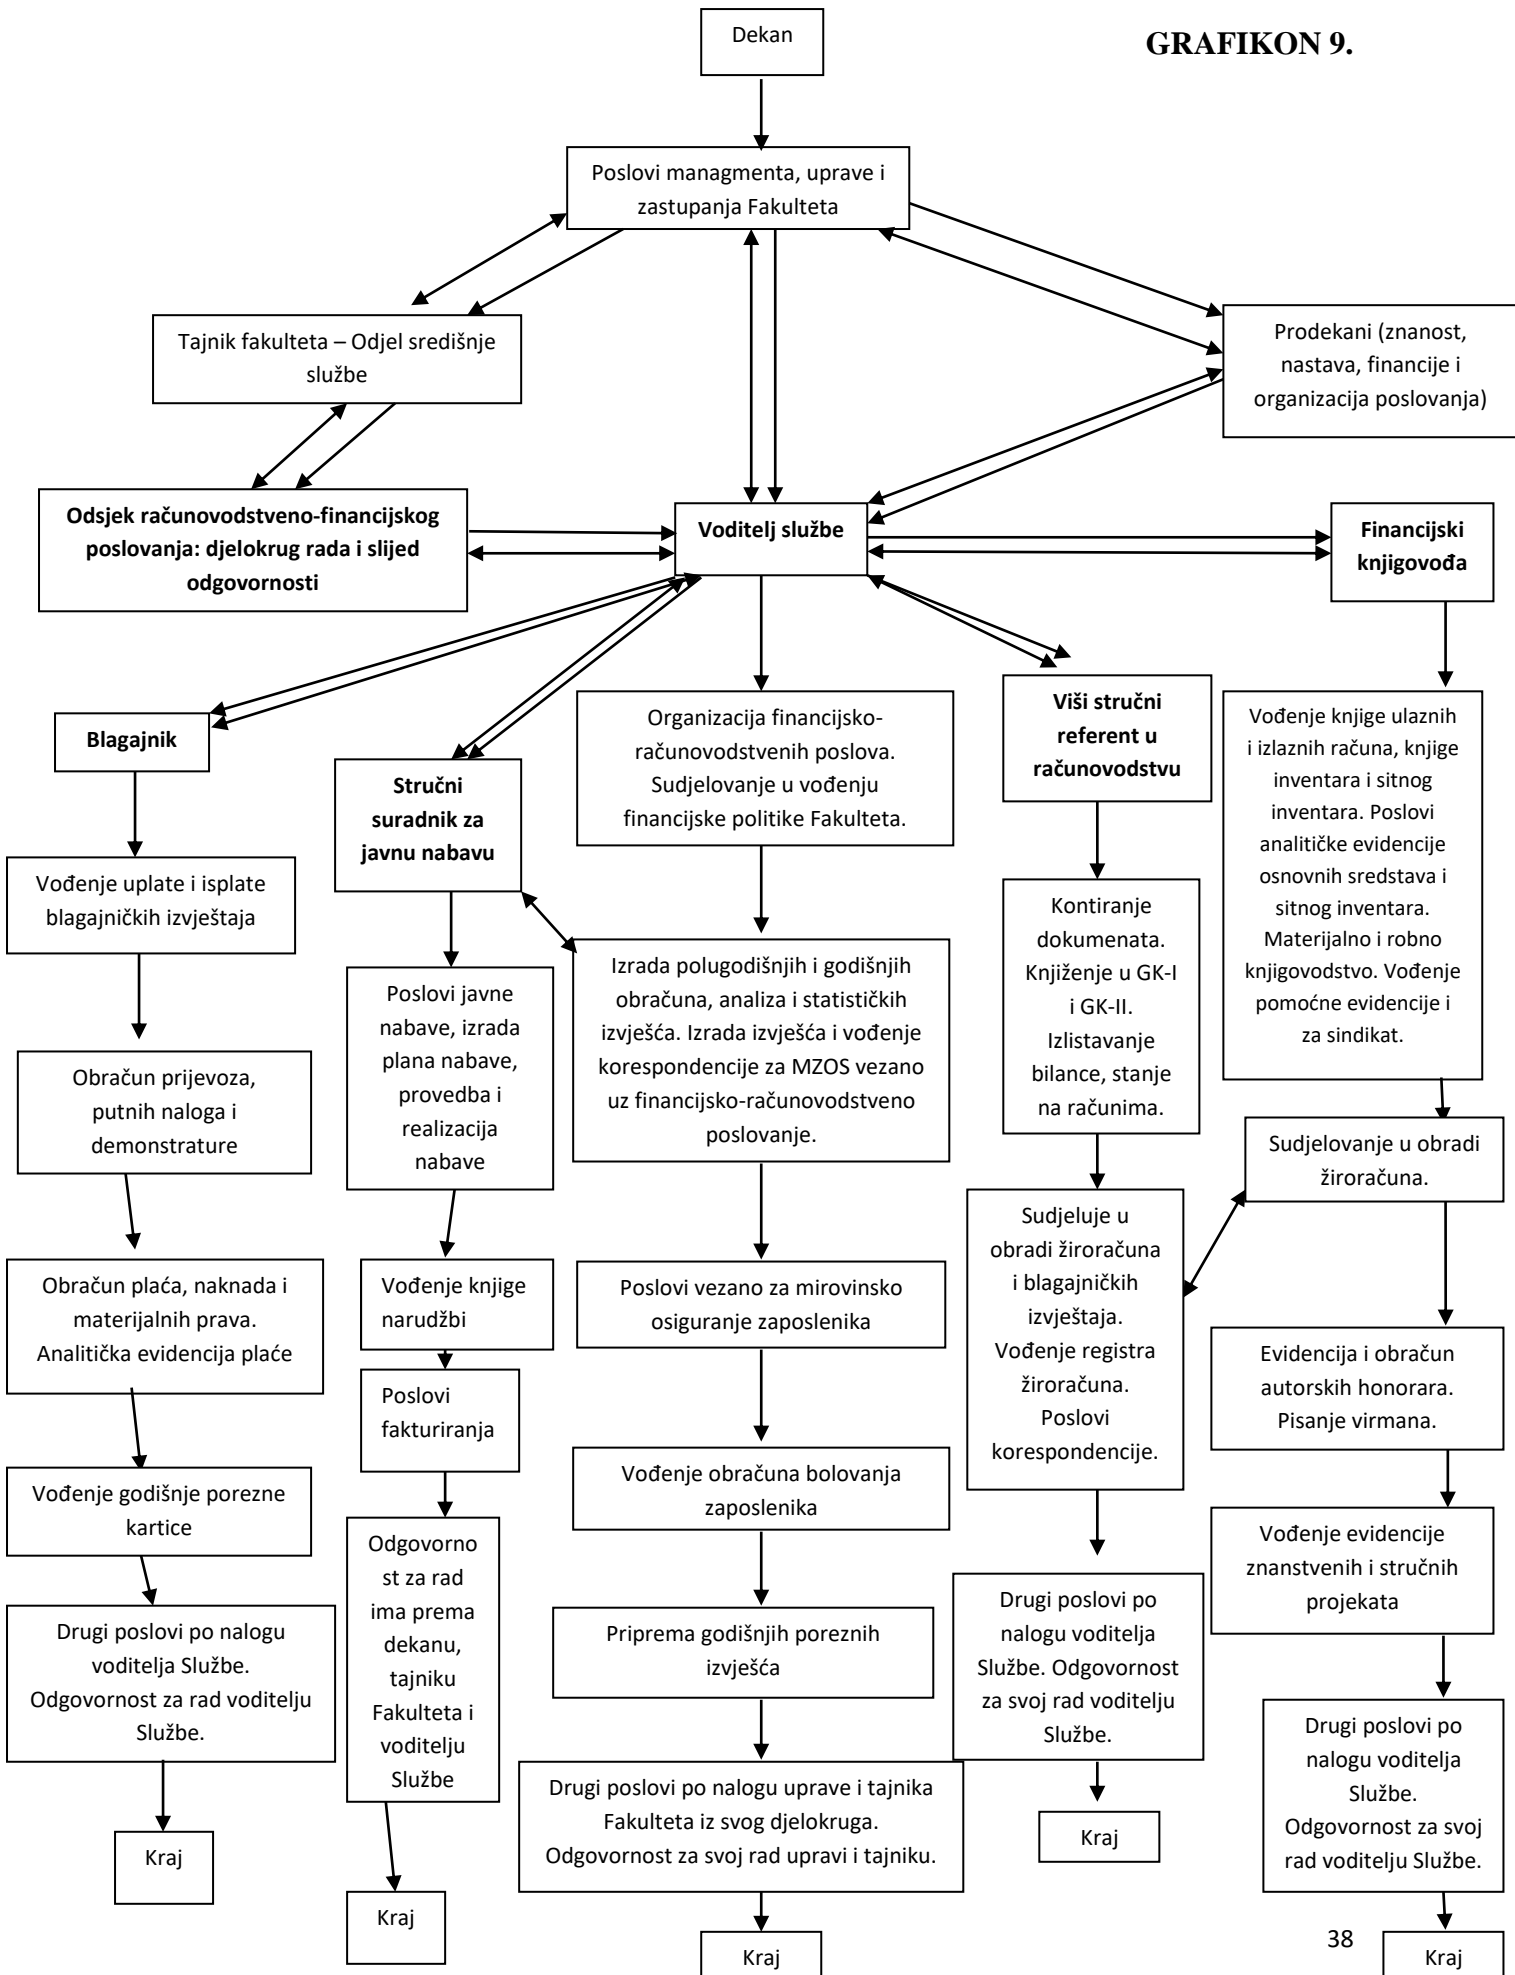 GRAFIKON 9.
Dekan
Poslovi managmenta, uprave i
zastupanja Fakulteta
Tajnik fakulteta – Odjel središnje
službe
Prodekani (znanost,
nastava, financije i
organizacija poslovanja)
Odsjek računovodstveno-financijskog
poslovanja: djelokrug rada i slijed
odgovornosti
Voditelj službe
Financijski
knjigovođa
Blagajnik
Vođenje uplate i isplate
blagajničkih izvještaja
Obračun prijevoza,
putnih naloga i
demonstrature
Obračun plaća, naknada i
materijalnih prava.
Analitička evidencija plaće
Vođenje godišnje porezne
kartice
Drugi poslovi po nalogu
voditelja Službe.
Odgovornost za rad voditelju
Službe.
Kraj
Stručni
suradnik za
javnu nabavu
Poslovi javne
nabave, izrada
plana nabave,
provedba i
realizacija
nabave
Vođenje knjige
narudžbi
Poslovi
fakturiranja
Odgovorno
st za rad
ima prema
dekanu,
tajniku
Fakulteta i
voditelju
Službe
Kraj
Organizacija financijsko-
računovodstvenih poslova.
Sudjelovanje u vođenju
financijske politike Fakulteta.
Izrada polugodišnjih i godišnjih
obračuna, analiza i statističkih
izvješća. Izrada izvješća i vođenje
korespondencije za MZOS vezano
uz financijsko-računovodstveno
poslovanje.
Poslovi vezano za mirovinsko
osiguranje zaposlenika
Vođenje obračuna bolovanja
zaposlenika
Priprema godišnjih poreznih
izvješća
Drugi poslovi po nalogu uprave i tajnika
Fakulteta iz svog djelokruga.
Odgovornost za svoj rad upravi i tajniku.
Kraj
Viši stručni
referent u
računovodstvu
Kontiranje
dokumenata.
Knjiženje u GK-I
i GK-II.
Izlistavanje
bilance, stanje
na računima.
Sudjeluje u
obradi žiroračuna
i blagajničkih
izvještaja.
Vođenje registra
žiroračuna.
Poslovi
korespondencije.
Drugi poslovi po
nalogu voditelja
Službe. Odgovornost
za svoj rad voditelju
Službe.
Kraj
Vođenje knjige ulaznih
i izlaznih računa, knjige
inventara i sitnog
inventara. Poslovi
analitičke evidencije
osnovnih sredstava i
sitnog inventara.
Materijalno i robno
knjigovodstvo. Vođenje
pomoćne evidencije i
za sindikat.
Sudjelovanje u obradi
žiroračuna.
Evidencija i obračun
autorskih honorara.
Pisanje virmana.
Vođenje evidencije
znanstvenih i stručnih
projekata
Drugi poslovi po
nalogu voditelja
Službe.
Odgovornost za svoj
rad voditelju Službe.
Kraj
38